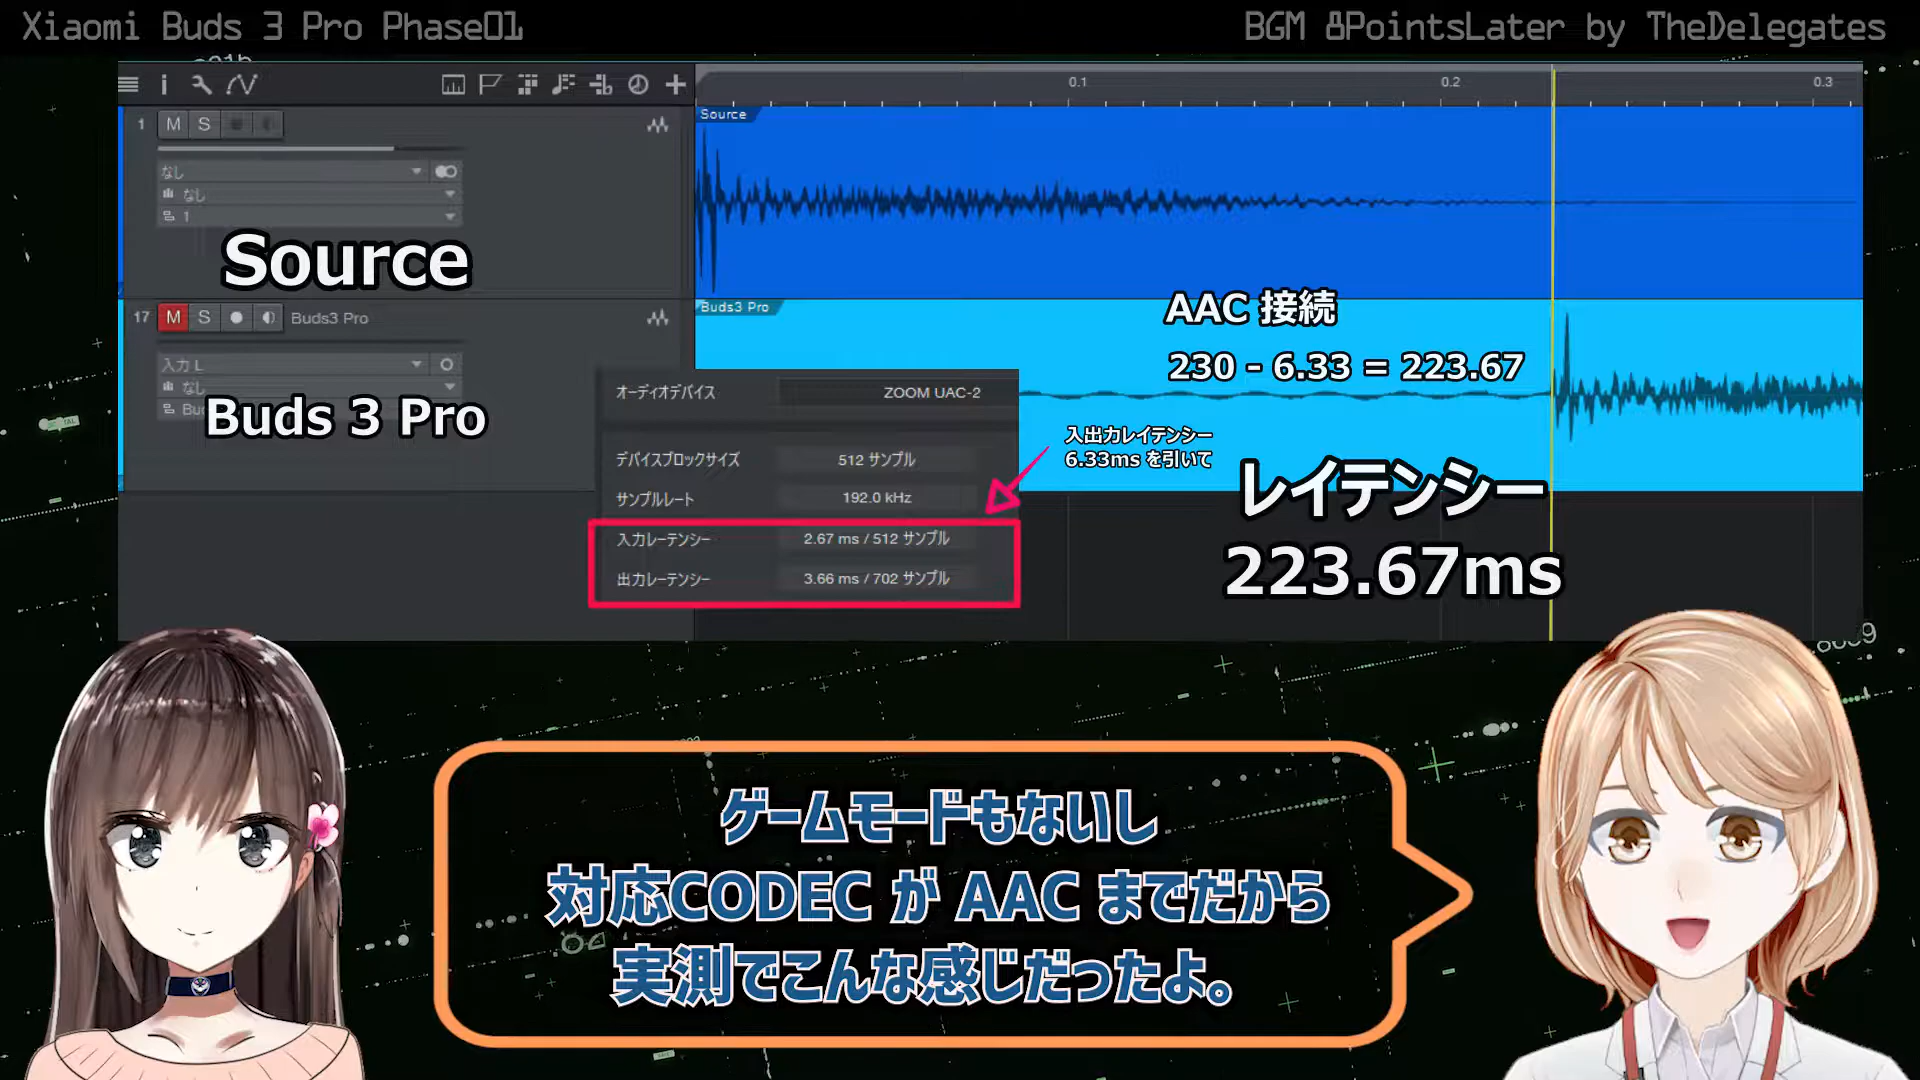 Xiaomi Buds 3 Pro Phase01
BGM 8PointsLater by TheDelegates
0.1
0.2
0.3
1
M
S
なし
なし
1
Source
Source
17
M
S
Buds3 Pro
入力 L
なし
Buds 3 Pro
Buds3 Pro
AAC 接続
230 - 6.33 = 223.67
入出力レイテンシー
6.33ms を引いて
レイテンシー
223.67ms
オーディオデバイス
ZOOM UAC-2
デバイスブロックサイズ
512 サンプル
サンプルレート
192.0 kHz
入力レーテンシー
2.67 ms / 512 サンプル
出力レーテンシー
3.66 ms / 702 サンプル
ゲームモードもないし
対応CODEC が AAC までだから
実測でこんな感じだったよ。